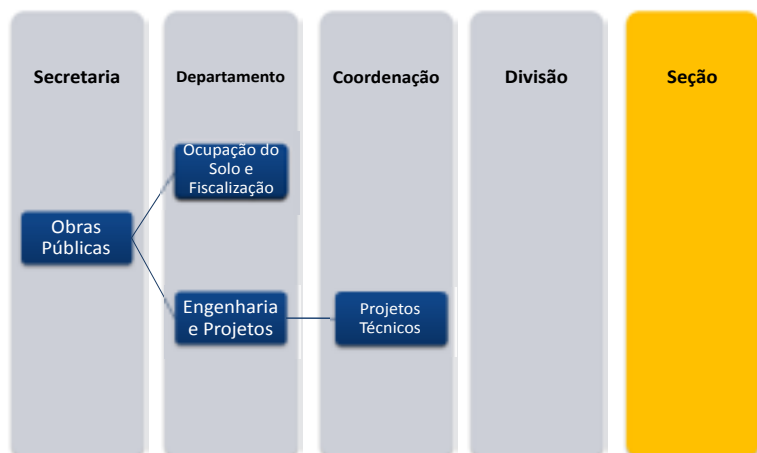 Secretaria
Departamento
Coordenação
Divisão
Seção
Ocupação do
Solo e
Fiscalização
Obras
Públicas
Engenharia
e Projetos
Projetos
Técnicos